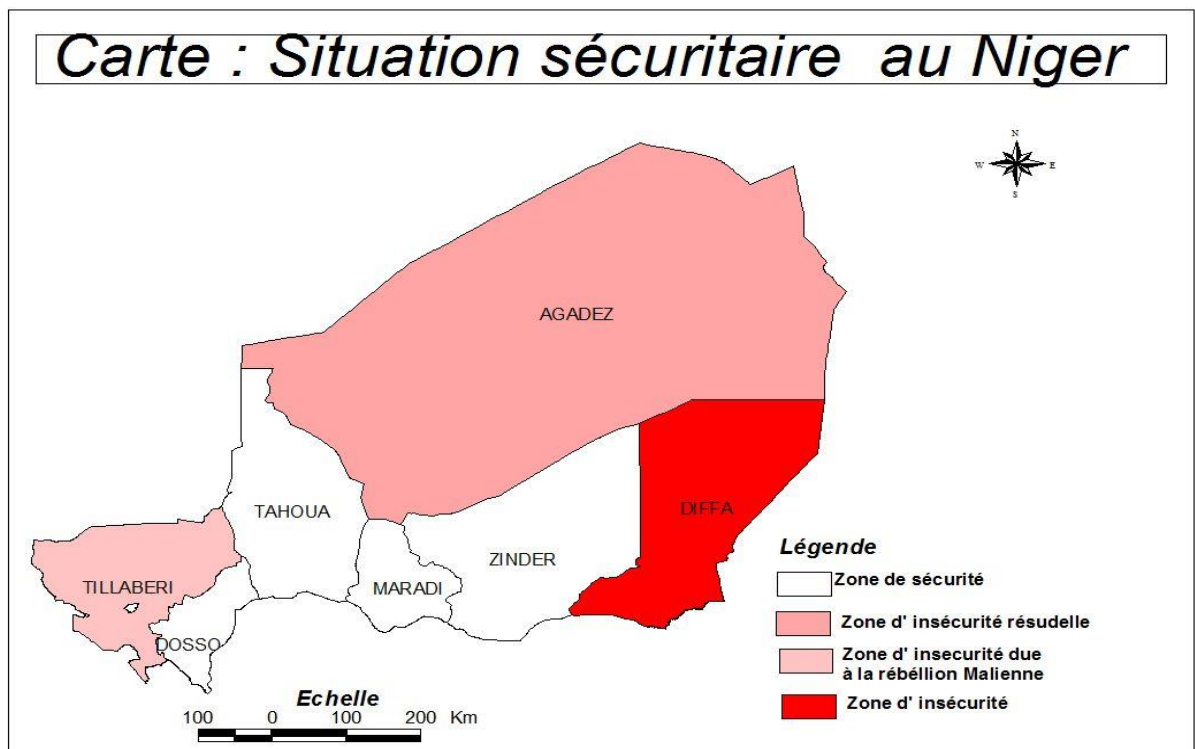 Carte : Situation sécuritaire au Niger
N
W E
S
AGADEZ
TAHOUA
DIFFA
ZINDER
TILLABERI
MARADI
DOSSO
Légende
Zone de sécurité
Zone d' insécurité résudelle
Zone d' insecurité due
à la rébéllion Malienne
Zone d' insécurité
Echelle
100 0 100 200 Km